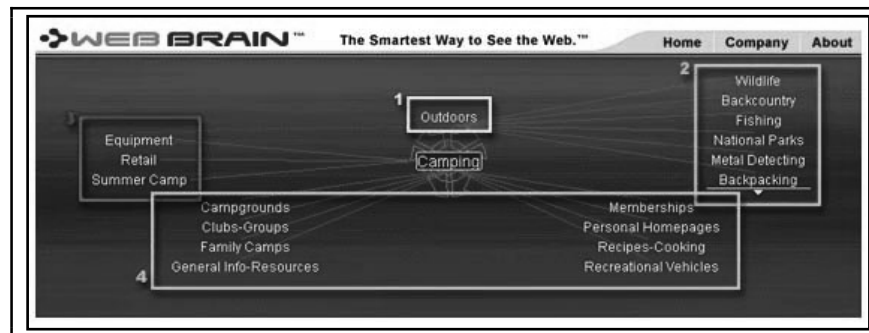 WEB BRAIN™
The Smartest Way to See the Web.™
Home Company About
1
Outdoors
2
Wildlife
Backcountry
Fishing
National Parks
Metal Detecting
Backpacking
3
Equipment
Retail
Summer Camp
Camping
4
Campgrounds
Clubs-Groups
Family Camps
General Info-Resources
Memberships
Personal Homepages
Recipes-Cooking
Recreational Vehicles